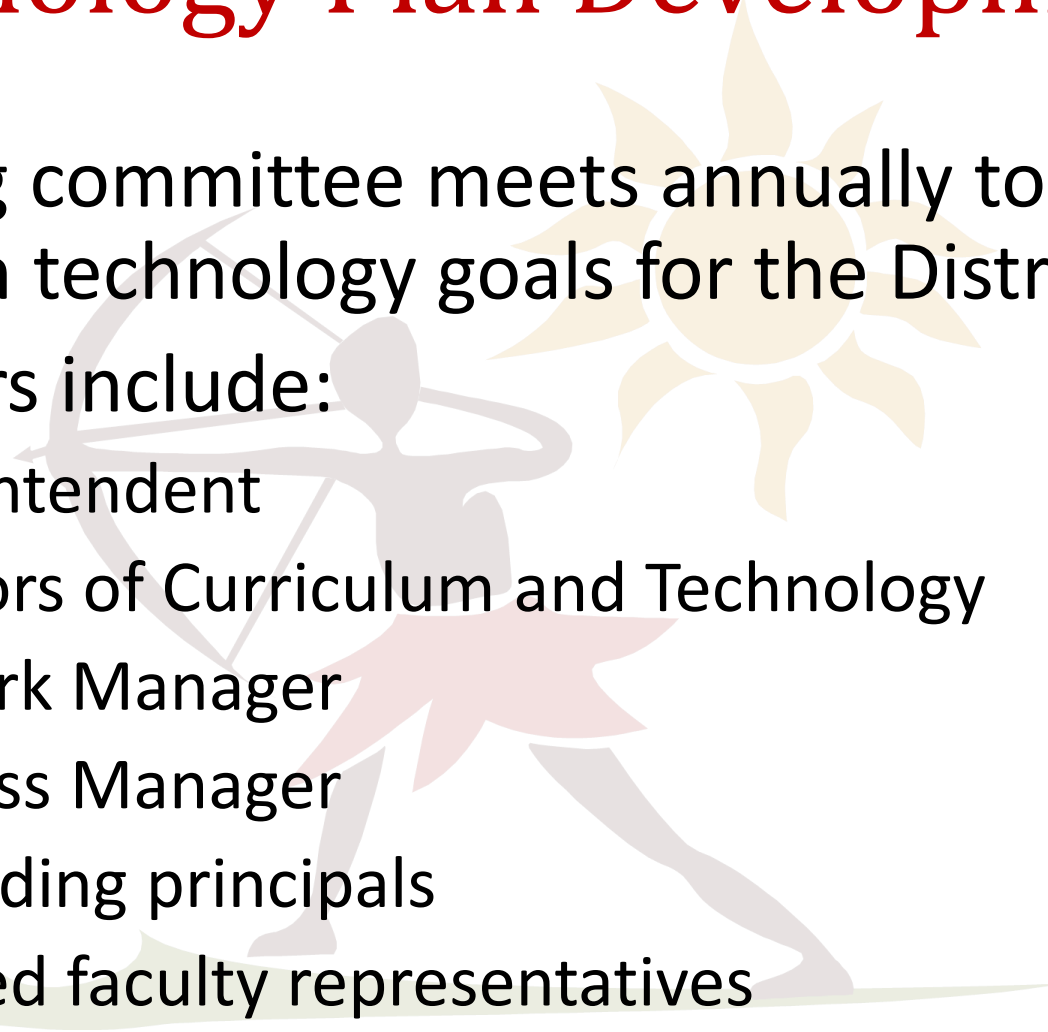 nology Plan Developm
g committee meets annually to
technology goals for the Distr
rs include:
ntendent
ors of Curriculum and Technology
rk Manager
ss Manager
ding principals
ed faculty representatives